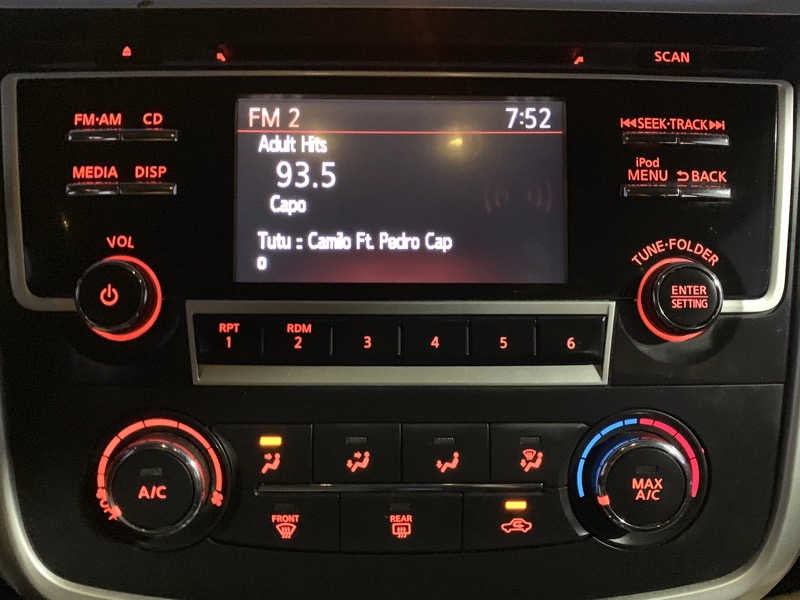 SCAN
FM·AM CD
MEDIA DISP
VOL
FM 2 7:52
Adult Hits
93.5
Capo
Tutu :: Camilo Ft. Pedro Cap
o
SEEK·TRACK
iPod
MENU BACK
TUNE·FOLDER
ENTER
SETTING
RPT RDM
1 2 3 4 5 6
OFF
A/C
FRONT
REAR
MAX
A/C